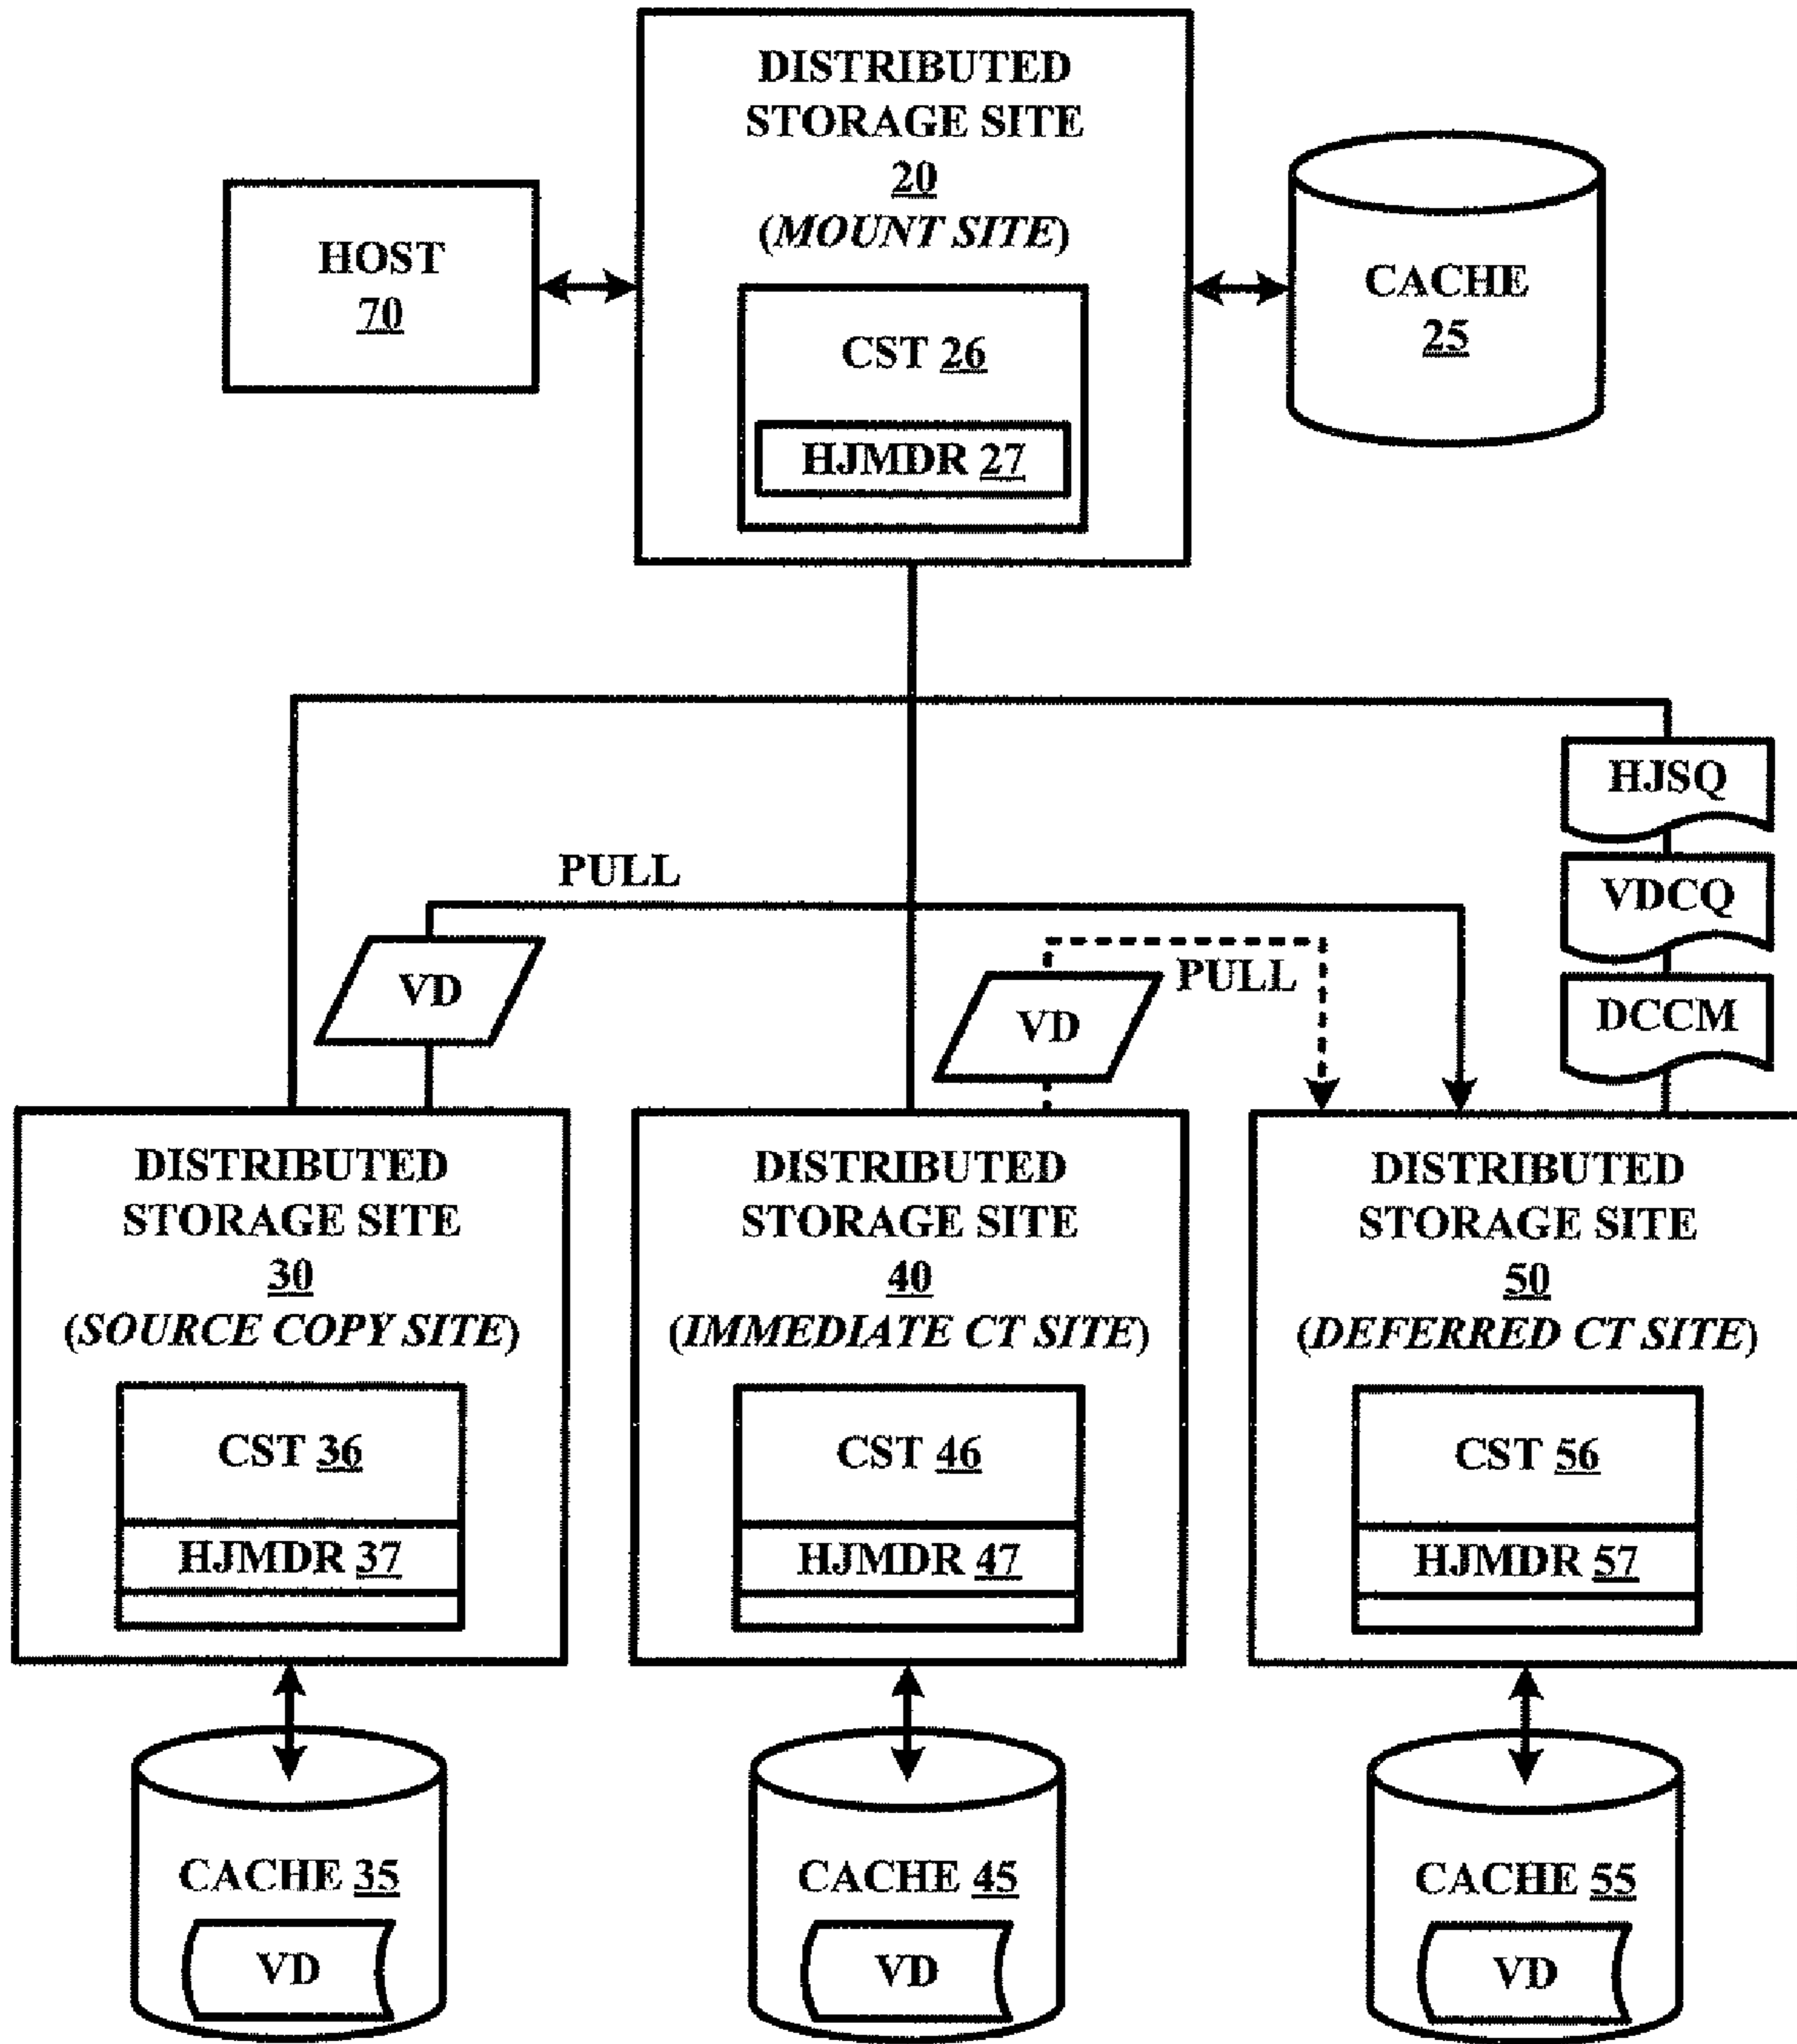 DISTRIBUTED
STORAGE SITE
20
(MOUNT SITE)
HOST
70
CST 26
HJMDR 27
CACHE
25
HJSQ
VDCQ
DCCM
PULL
VD
PULL
VD
DISTRIBUTED
STORAGE SITE
30
(SOURCE COPY SITE)
CST 36
HJMDR 37
DISTRIBUTED
STORAGE SITE
40
(IMMEDIATE CT SITE)
CST 46
HJMDR 47
DISTRIBUTED
STORAGE SITE
50
(DEFERRED CT SITE)
CST 56
HJMDR 57
CACHE 35
VD
CACHE 45
VD
CACHE 55
VD